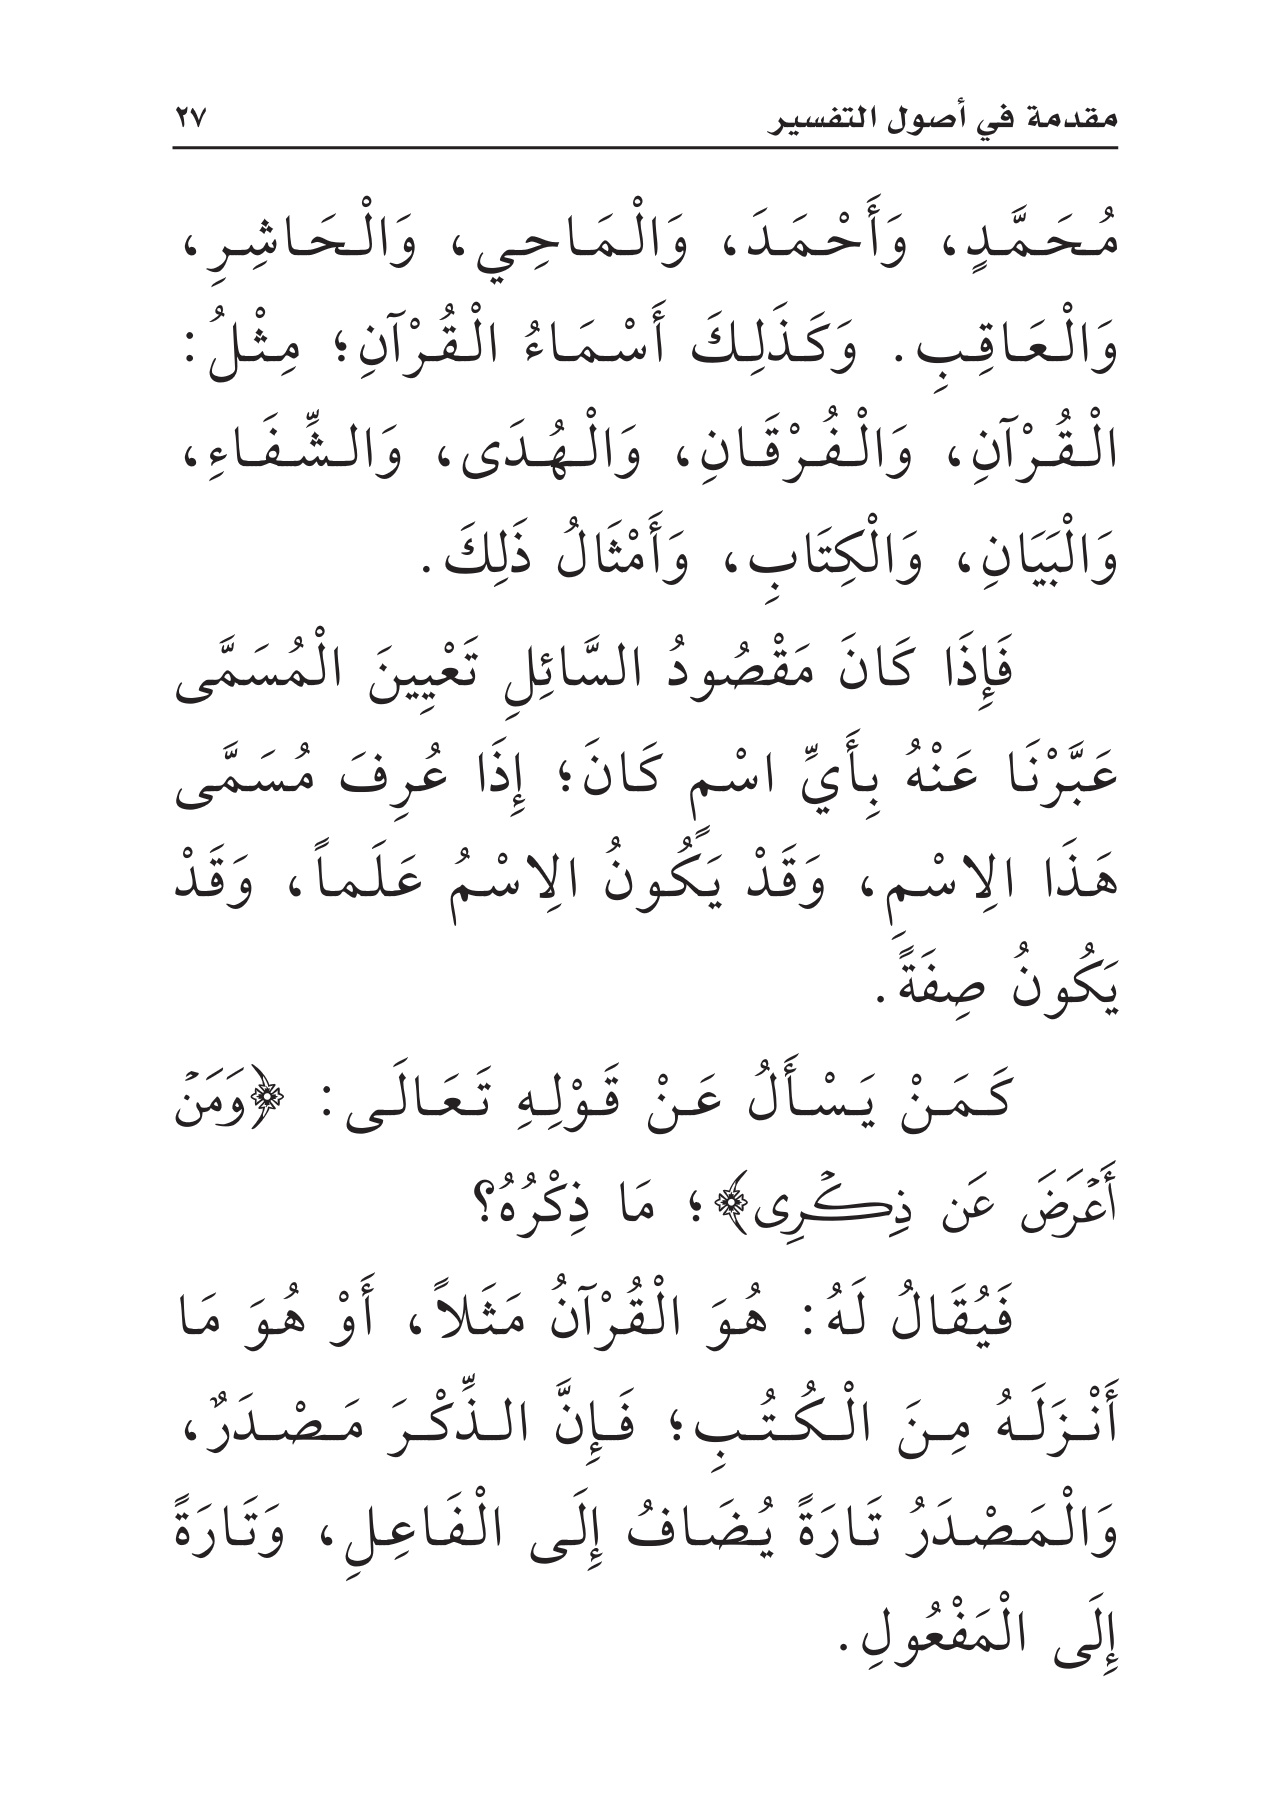 مقدمة في أصول التفسير ٢٧
مُحَمَّدٍ، وَأَحْمَدَ، وَالْمَاحِي، وَالْحَاشِرِ،
وَالْعَاقِبِ. وَكَذَلِكَ أَسْمَاءُ الْقُرْآنِ؛ مِثْلُ:
الْقُرْآنِ، وَالْفُرْقَانِ، وَالْهُدَى، وَالشِّفَاءِ،
وَالْبَيَانِ، وَالْكِتَابِ، وَأَمْثَالُ ذَلِكَ.
فَإِذَا كَانَ مَقْصُودُ السَّائِلِ تَعْيِينَ الْمُسَمَّى
عَبَّرْنَا عَنْهُ بِأَيِّ اسْمٍ كَانَ؛ إِذَا عُرِفَ مُسَمَّى
هَذَا الِاسْمِ، وَقَدْ يَكُونُ الِاسْمُ عَلَماً، وَقَدْ
يَكُونُ صِفَةً.
كَمَنْ يَسْأَلُ عَنْ قَوْلِهِ تَعَالَى: ﴿وَمَنۡ
أَعۡرَضَ عَن ذِكۡرِى﴾؛ مَا ذِكْرُهُ؟
فَيُقَالُ لَهُ: هُوَ الْقُرْآنُ مَثَلاً، أَوْ هُوَ مَا
أَنْزَلَهُ مِنَ الْكُتُبِ؛ فَإِنَّ الذِّكْرَ مَصْدَرٌ،
وَالْمَصْدَرُ تَارَةً يُضَافُ إِلَى الْفَاعِلِ، وَتَارَةً
إِلَى الْمَفْعُولِ.